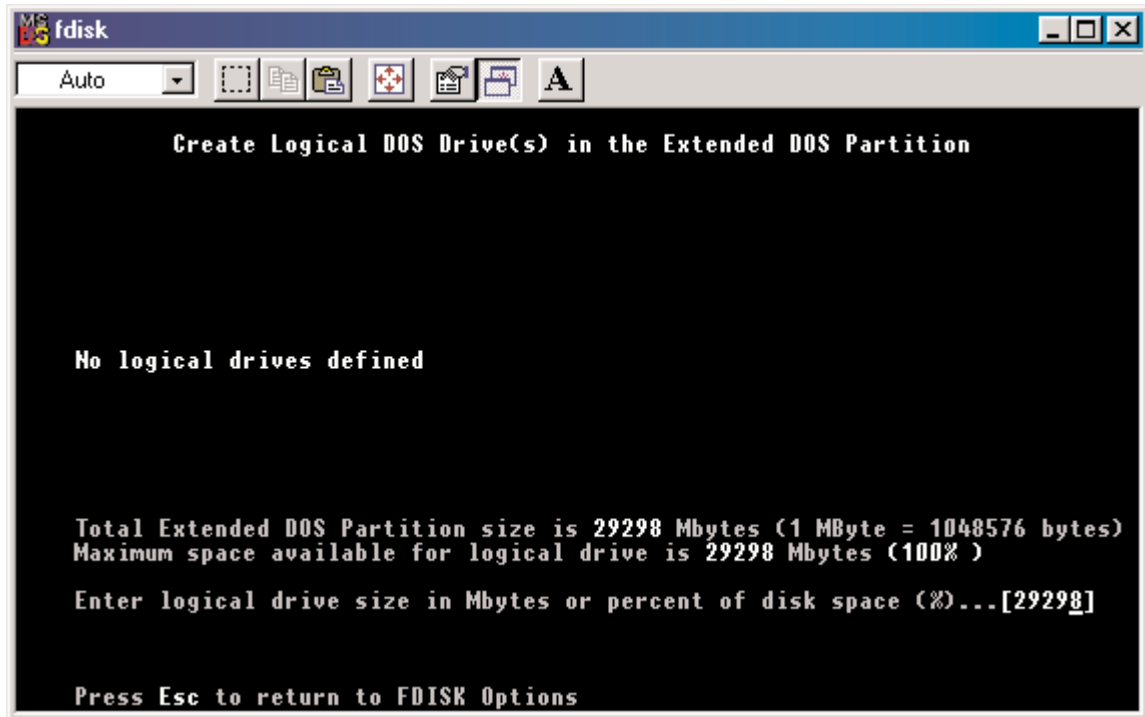 fdisk
Auto
A
Create Logical DOS Drive(s) in the Extended DOS Partition
No logical drives defined
Total Extended DOS Partition size is 29298 Mbytes (1 MByte = 1048576 bytes)
Maximum space available for logical drive is 29298 Mbytes (100% )
Enter logical drive size in Mbytes or percent of disk space (%)...[29298]
Press Esc to return to FDISK Options